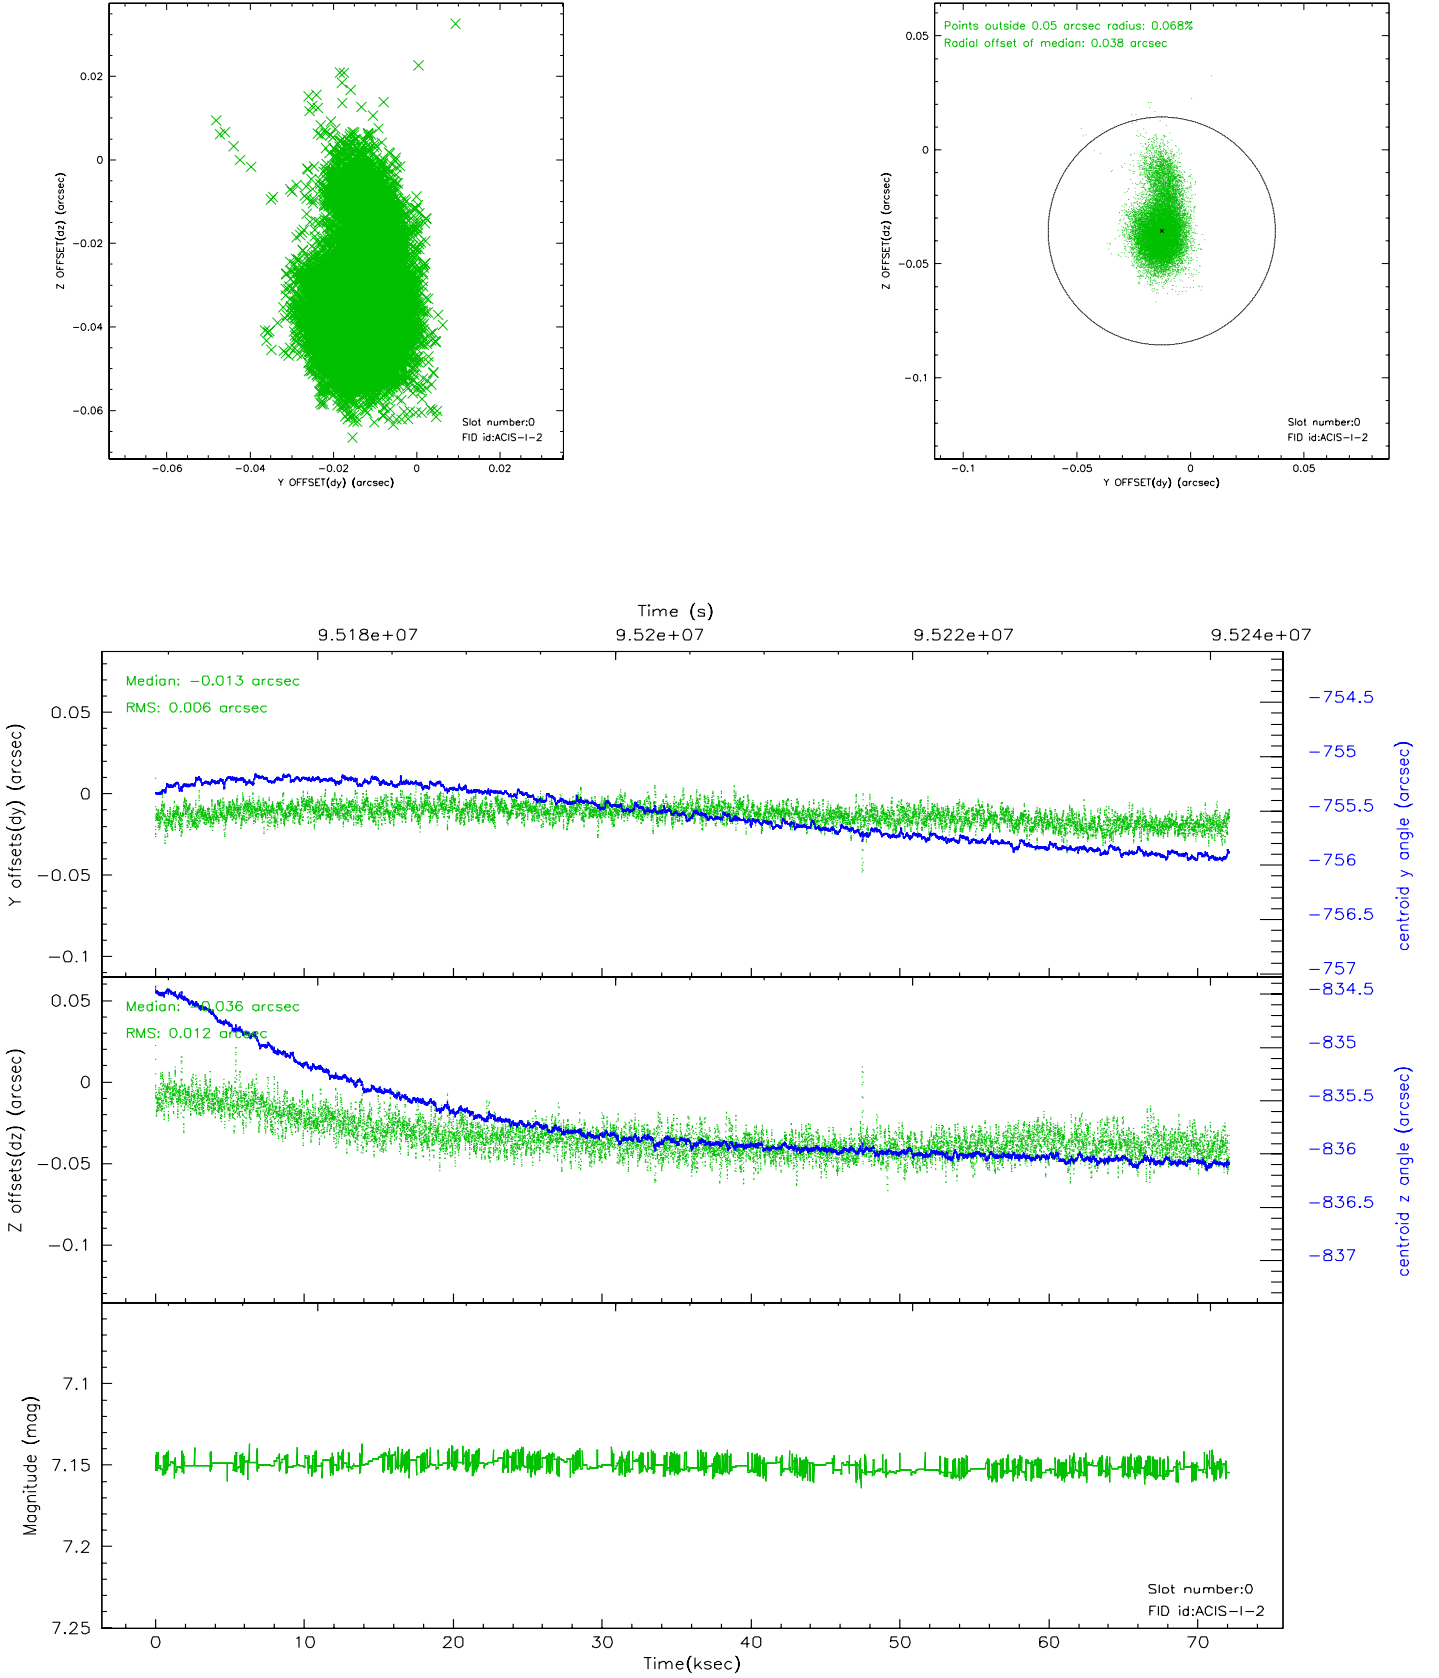 0.02
0
−0.02
−0.04
−0.06
Z OFFSET(dz) (arcsec)
Slot number:0
FID id:ACIS−I−2
−0.06
−0.04
−0.02
0
0.02
Y OFFSET(dy) (arcsec)
Points outside 0.05 arcsec radius: 0.068%
Radial offset of median: 0.038 arcsec
0.05
0
−0.05
−0.1
Z OFFSET(dz) (arcsec)
Slot number:0
FID id:ACIS−I−2
−0.1
−0.05
0
0.05
Y OFFSET(dy) (arcsec)
Time (s)
9.518e+07
9.52e+07
9.522e+07
9.524e+07
Median: −0.013 arcsec
RMS: 0.006 arcsec
0.05
0
−0.05
−0.1
Y offsets(dy) (arcsec)
−754.5
−755
−755.5
−756
−756.5
−757
centroid y angle (arcsec)
Median: −0.036 arcsec
RMS: 0.012 arcsec
0.05
0
−0.05
−0.1
Z offsets(dz) (arcsec)
−834.5
−835
−835.5
−836
−836.5
−837
centroid z angle (arcsec)
7.1
7.15
7.2
7.25
Magnitude (mag)
Slot number:0
FID id:ACIS−I−2
0
10
20
30
40
50
60
70
Time(ksec)